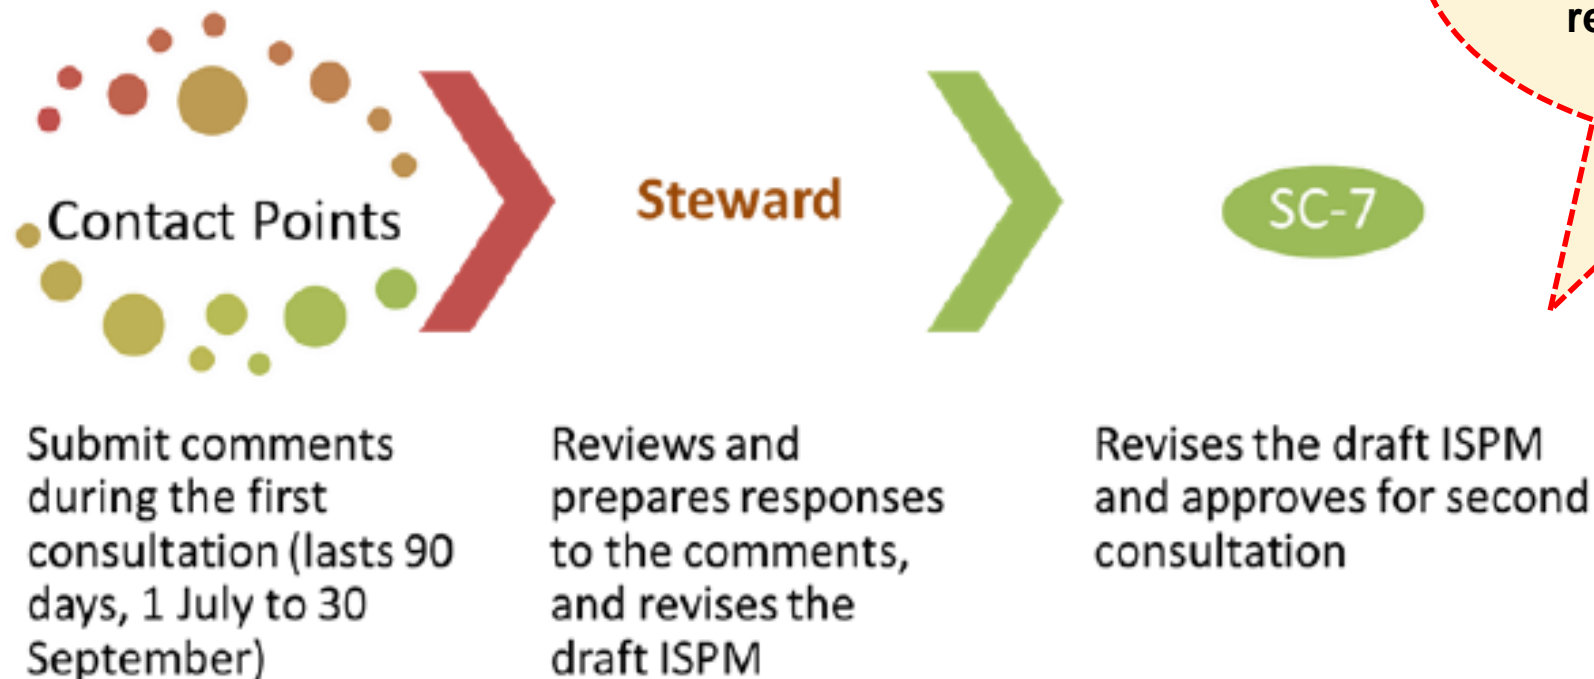 Contact Points
Steward
SC-7
Submit comments
during the first
consultation (lasts 90
days, 1 July to 30
September)
Reviews and
prepares responses
to the comments,
and revises the
draft ISPM
Revises the draft ISPM
and approves for second
consultation